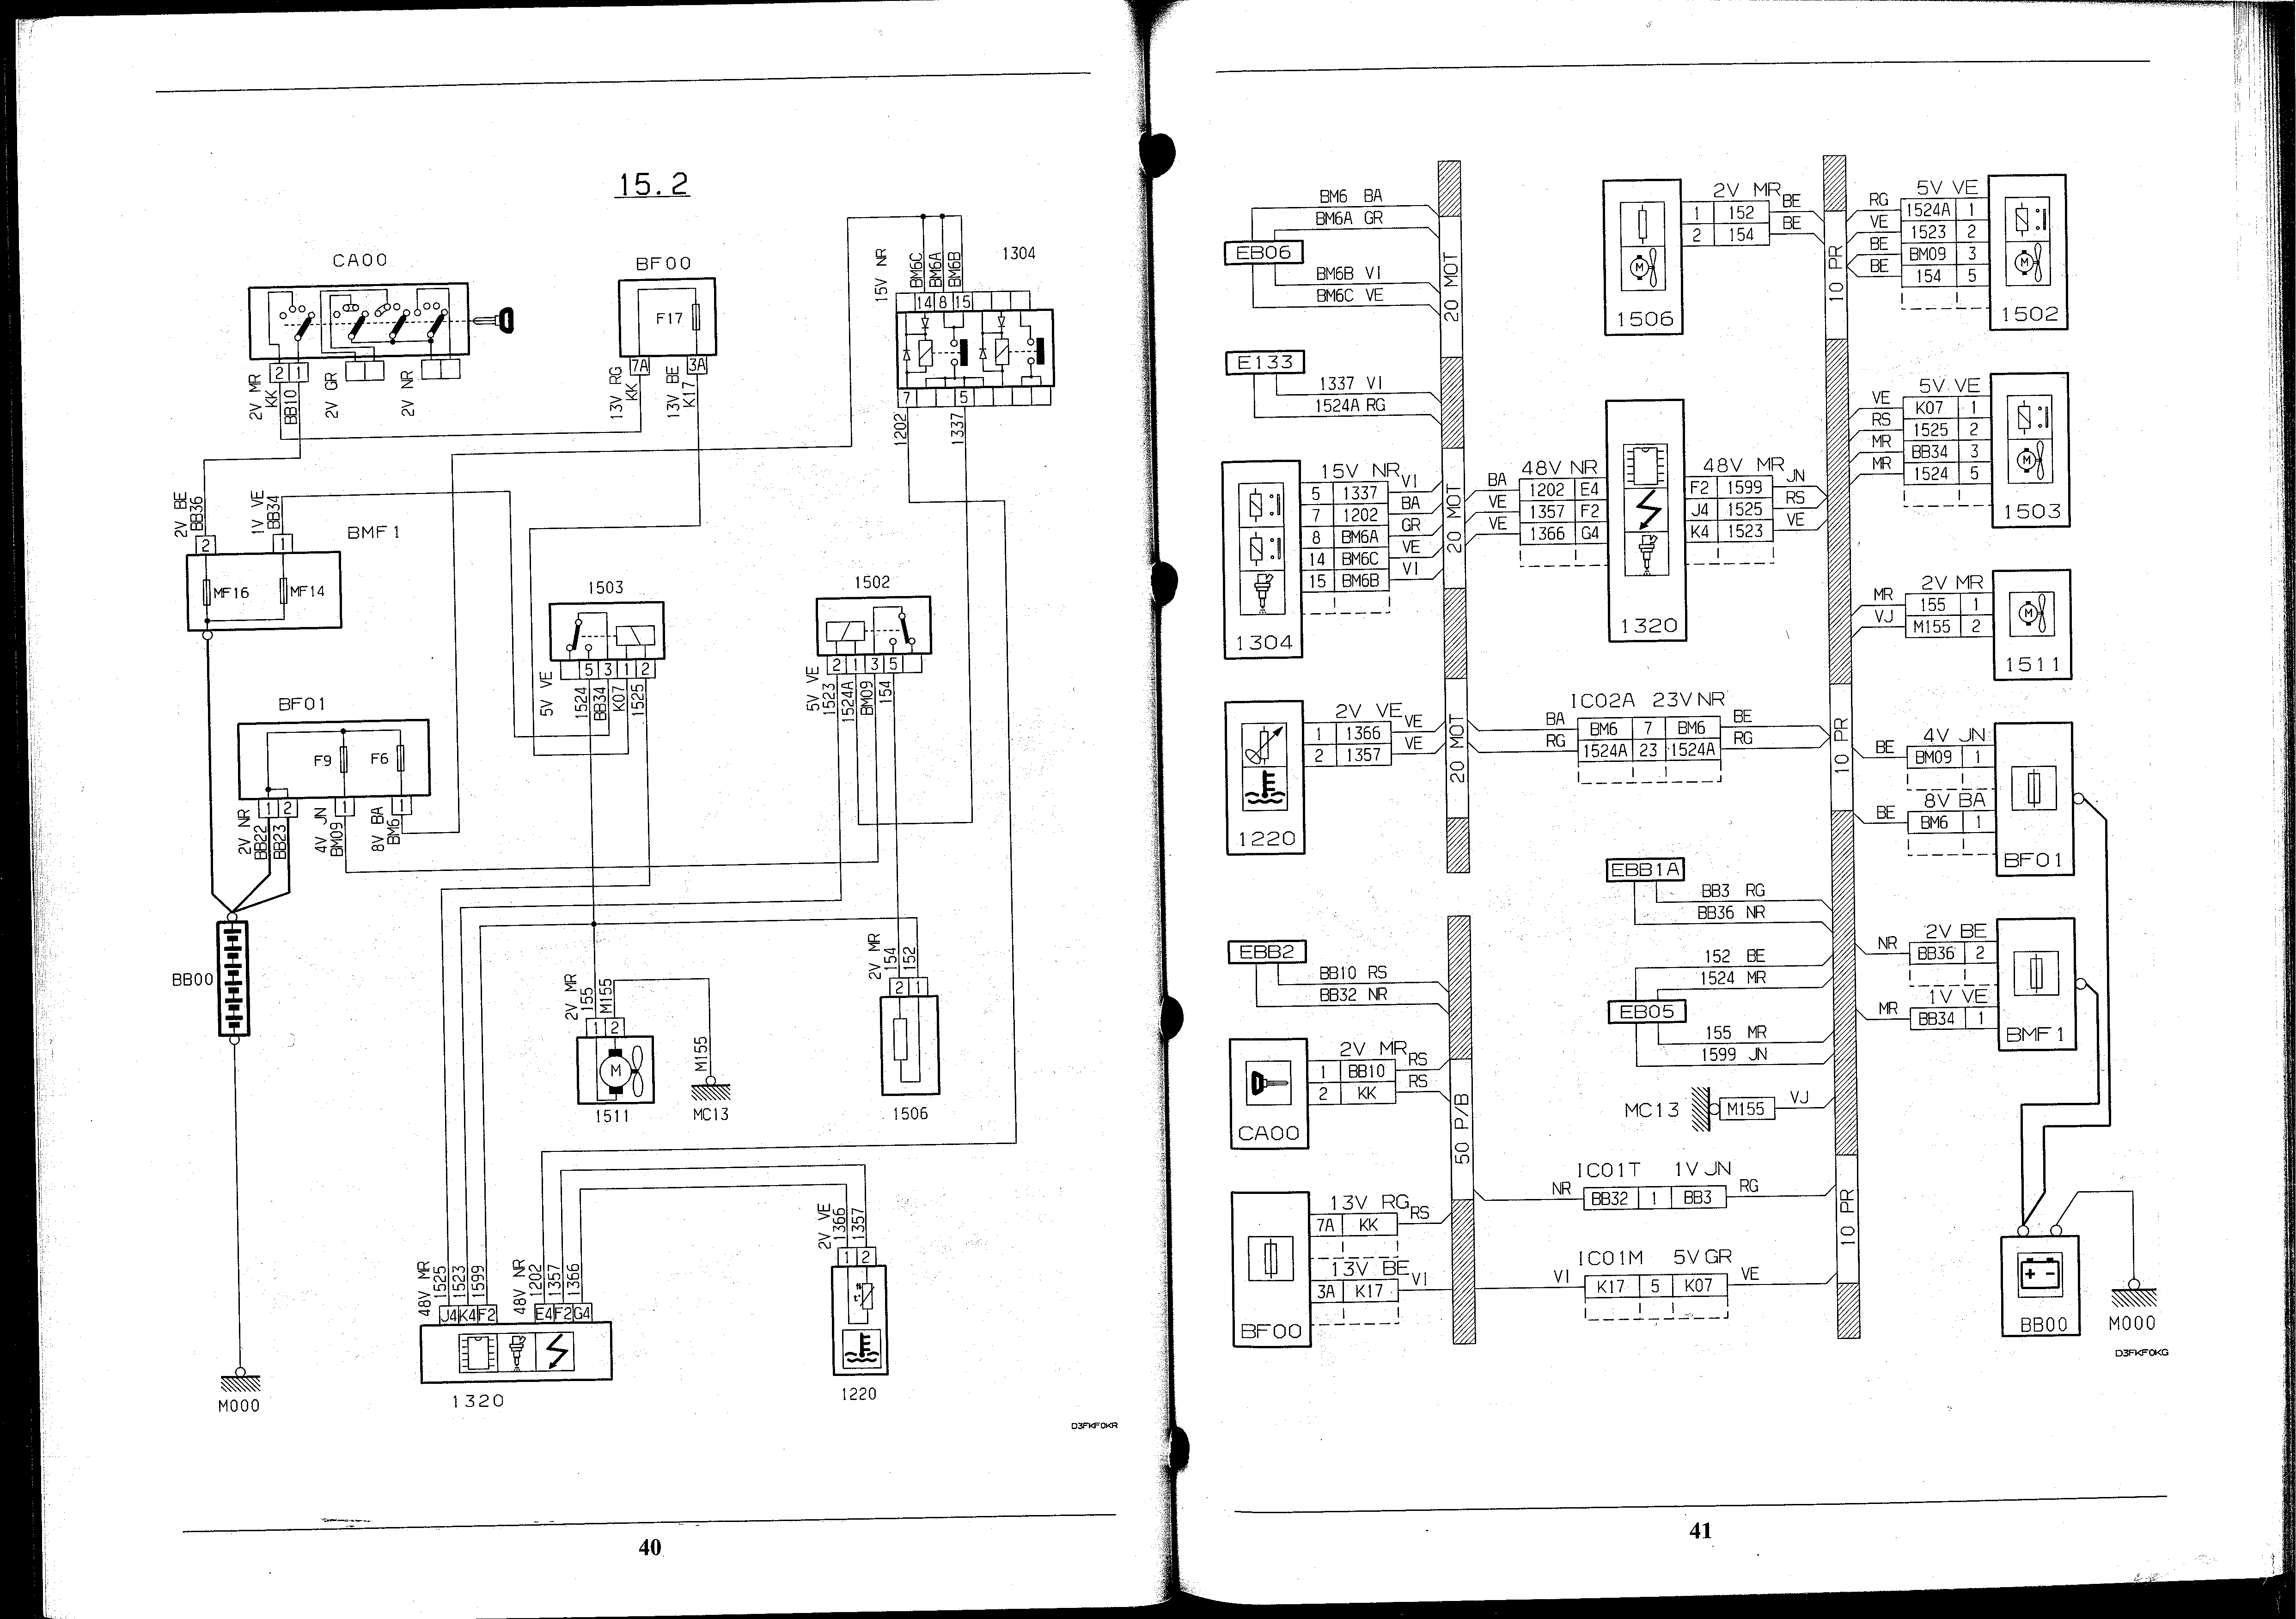 15.2
CA00
BF00
1304
15V NR
BM6C
BM6A
BM6B
14 8 15
F17
7A
3A
2 1
2V MR
KK
BB10
2V GR
2V NR
13V RG
KK
13V BE
K17
7
5
1202
1337
2V BE
BB36
1V VE
BB34
BMF1
2
1
MF16
MF14
1503
1502
5 3 1 2
2 1 3 5
5V VE
1524
BB34
K07
1525
5V VE
1523
1524A
BM09
154
BF01
F9
F6
1 2
1
1
2V NR
BB22
BB23
4V JN
BM09
8V BA
BM6
BB00
2V MR
155
M155
1 2
M
1511
M155
MC13
2V MR
154
152
2 1
1506
2V VE
1366
1357
1 2
t°
1220
48V MR
1525
1523
1599
48V NR
1202
1357
1366
J4 K4 F2
E4 F2 G4
1320
M000
D3FKF0KR
40
BM6 BA
BM6A GR
EB06
BM6B VI
BM6C VE
20 MOT
E133
1337 VI
1524A RG
15V NR
5 1337 VI
7 1202 BA
8 BM6A GR
14 BM6C VE
15 BM6B VI
1304
20 MOT
2V VE
1 1366 VE
2 1357 VE
1220
20 MOT
EBB2
BB10 RS
BB32 NR
2V MR
1 BB10 RS
2 KK RS
CA00
50 P/B
13V RG
7A KK RS
13V BE
3A K17 VI
BF00
2V MR
1 152 BE
2 154 BE
M
1506
10 PR
48V NR
BA 1202 E4
VE 1357 F2
VE 1366 G4
1320
48V MR
F2 1599 JN
J4 1525 RS
K4 1523 VE
IC02A 23V NR
BA BM6 7 BM6 BE
RG 1524A 23 1524A RG
10 PR
EBB1A
BB3 RG
BB36 NR
152 BE
1524 MR
EB05
155 MR
1599 JN
MC13
M155
VJ
IC01T 1V JN
NR BB32 1 BB3 RG
IC01M 5V GR
VI K17 5 K07 VE
10 PR
5V VE
RG 1524A 1
VE 1523 2
BE BM09 3
BE 154 5
M
1502
5V VE
VE K07 1
RS 1525 2
MR BB34 3
MR 1524 5
M
1503
2V MR
MR 155 1
VJ M155 2
M
1511
4V JN
BE BM09 1
8V BA
BE BM6 1
BF01
2V BE
NR BB36 2
1V VE
MR BB34 1
BMF1
+ -
BB00
M000
D3FKF0KG
41